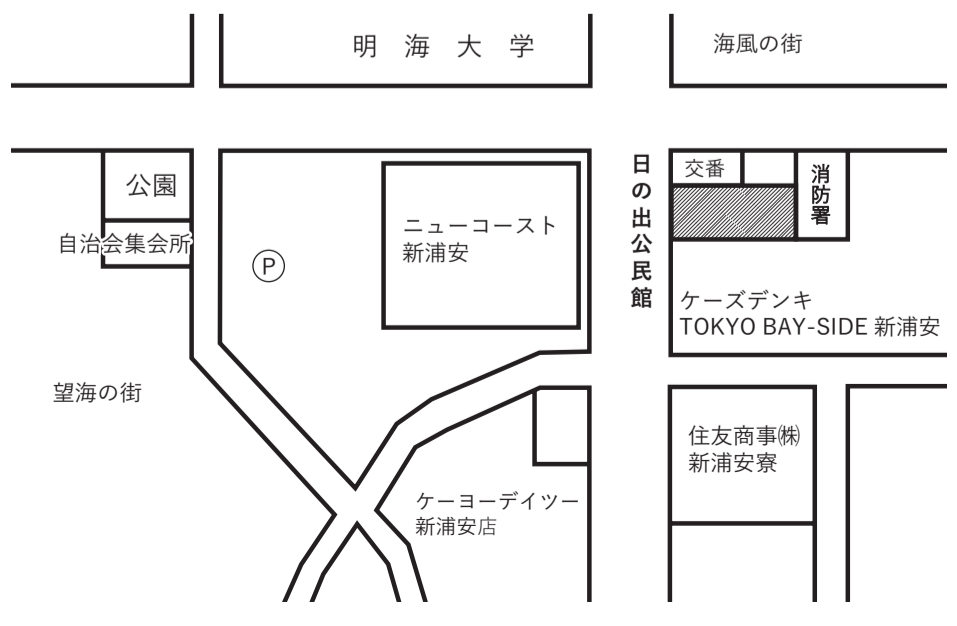 明海大学
海風の街
公園
自治会集会所
P
ニューコースト
新浦安
日の出公民館
交番
消防署
ケーズデンキ
TOKYO BAY-SIDE 新浦安
望海の街
住友商事㈱
新浦安寮
ケーヨーデイツー
新浦安店